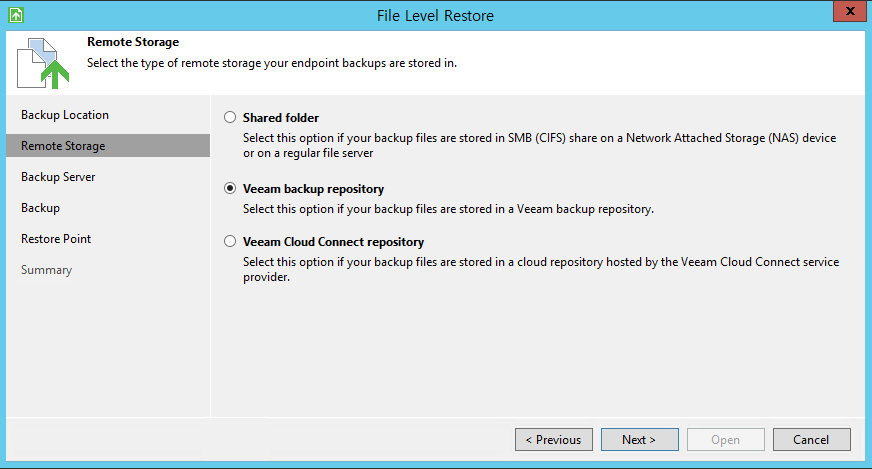 File Level Restore
X
Remote Storage
Select the type of remote storage your endpoint backups are stored in.
Backup Location
Remote Storage
Backup Server
Backup
Restore Point
Summary
Shared folder
Select this option if your backup files are stored in SMB (CIFS) share on a Network Attached Storage (NAS) device
or on a regular file server
Veeam backup repository
Select this option if your backup files are stored in a Veeam backup repository.
Veeam Cloud Connect repository
Select this option if your backup files are stored in a cloud repository hosted by the Veeam Cloud Connect service
provider.
< Previous
Next >
Open
Cancel